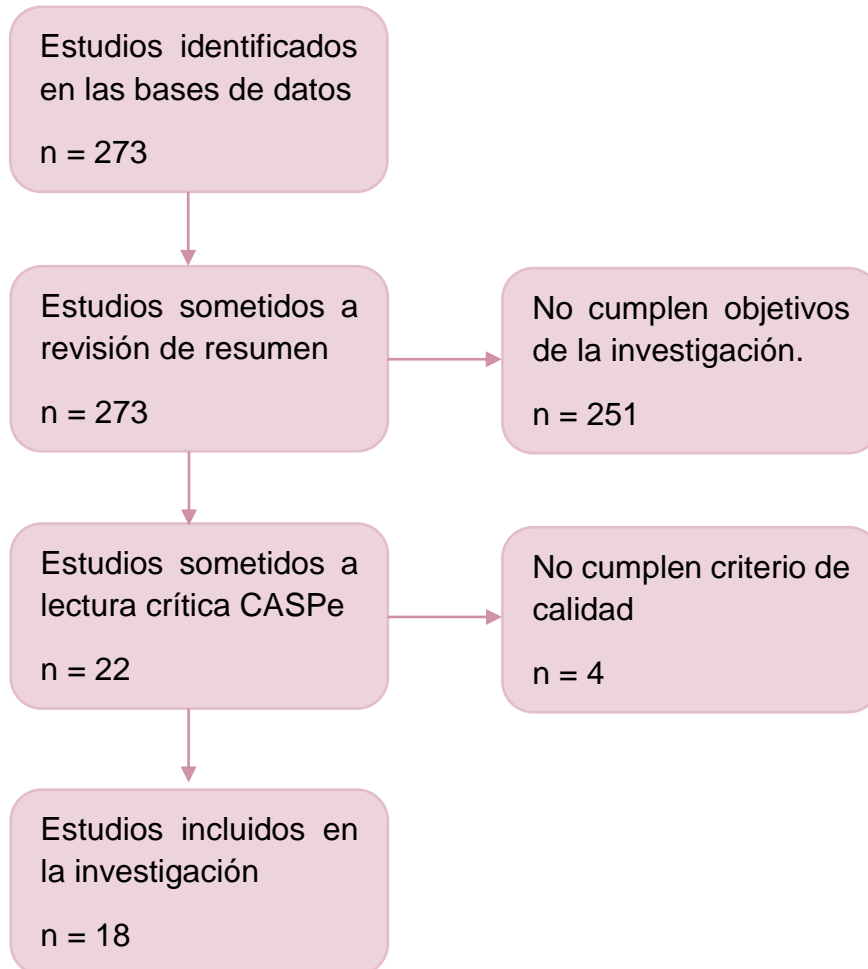 Estudios identificados
en las bases de datos
n = 273
Estudios sometidos a
revisión de resumen
n = 273
No cumplen objetivos
de la investigación.
n = 251
Estudios sometidos a
lectura crítica CASPe
n = 22
No cumplen criterio de
calidad
n = 4
Estudios incluidos en
la investigación
n = 18